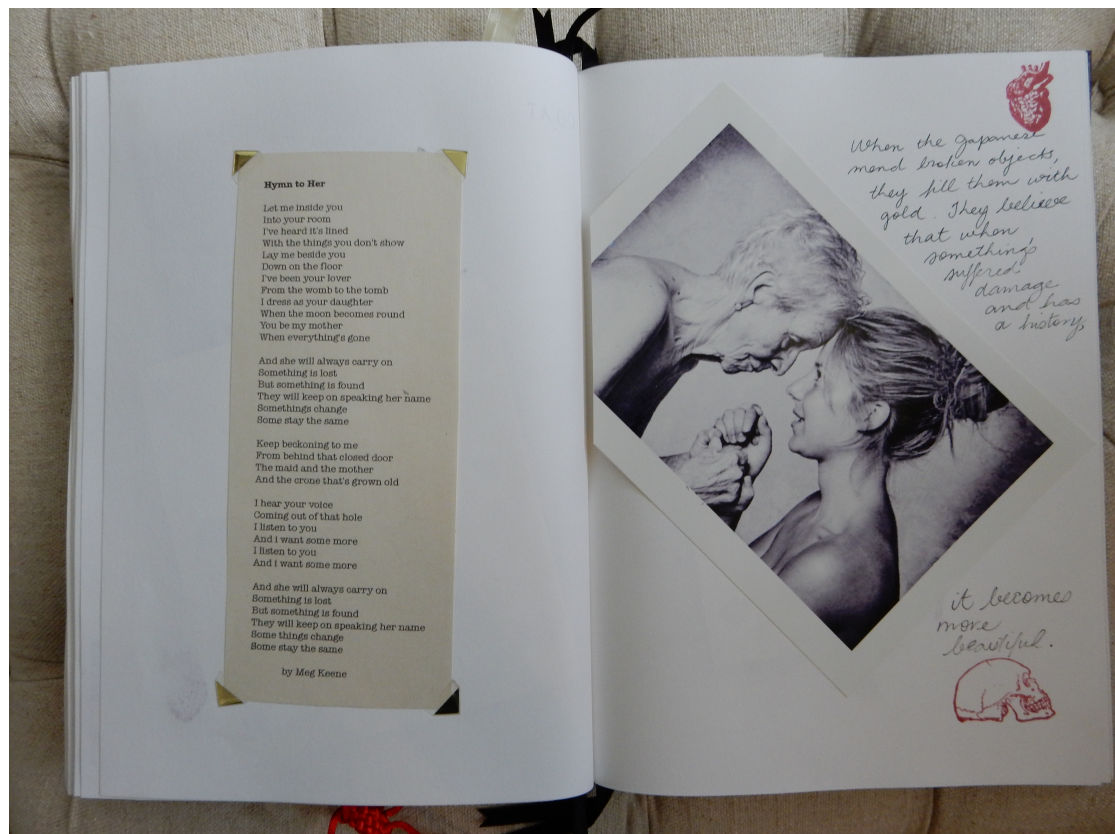 Hymn to Her
Let me inside you
Into your room
I've heard it's lined
With the things you don't show
Lay me beside you
Down on the floor
I've been your lover
From the womb to the tomb
I dress as your daughter
When the moon becomes round
You be my mother
When everything's gone
And she will always carry on
Something is lost
But something is found
They will keep on speaking her name
Somethings change
Some stay the same
Keep beckoning to me
From behind that closed door
The maid and the mother
And the crone that's grown old
I hear your voice
Coming out of that hole
I listen to you
And i want some more
I listen to you
And i want some more
And she will always carry on
Something is lost
But something is found
They will keep on speaking her name
Some things change
Some stay the same
by Meg Keene
When the Japanese
mend broken objects,
they fill them with
gold. They believe
that when
something's
suffered
damage
and has
a history,
it becomes
more
beautiful.